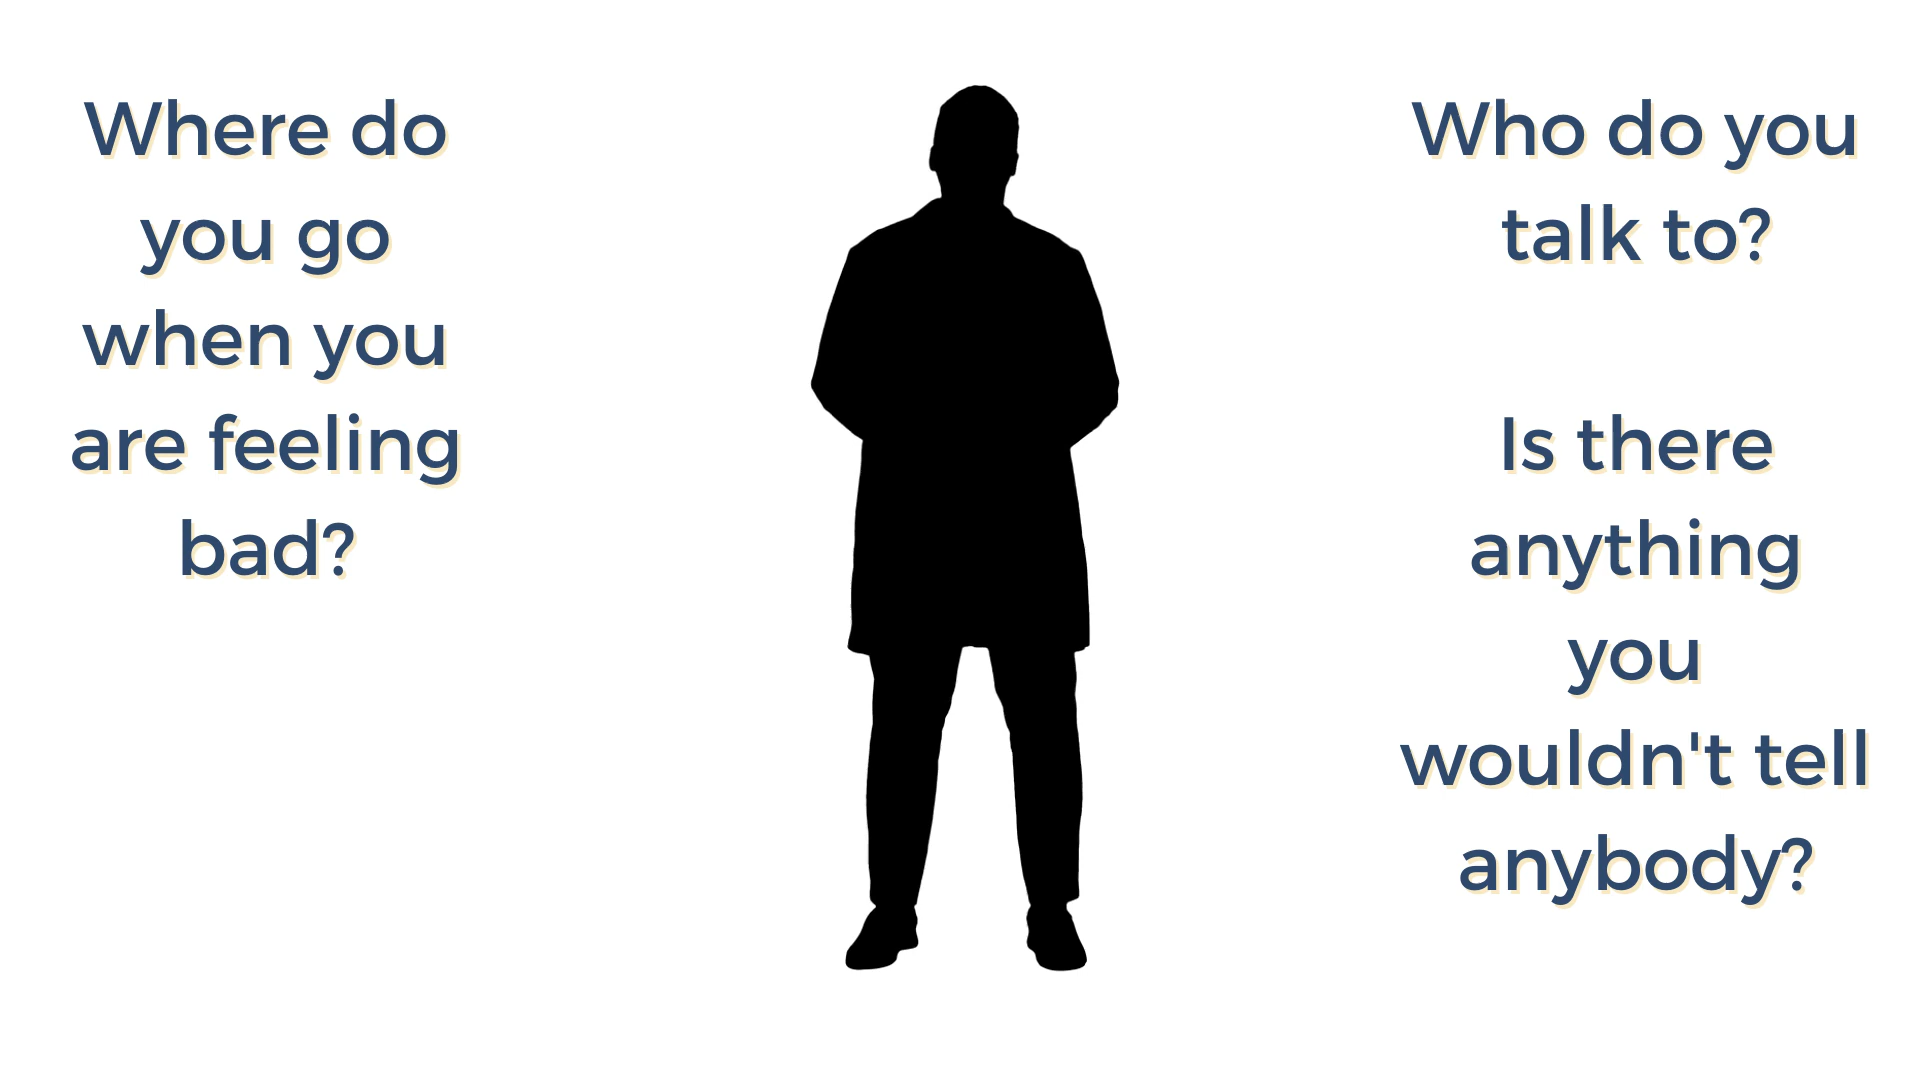 Where do
you go
when you
are feeling
bad?
Who do you
talk to?
Is there
anything
you
wouldn't tell
anybody?